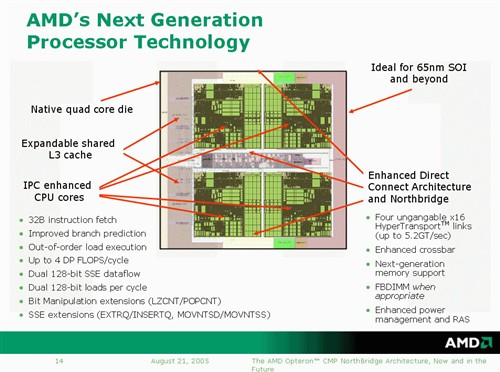 AMD's Next Generation
Processor Technology
Ideal for 65nm SOI
and beyond
Native quad core die
Expandable shared
L3 cache
IPC enhanced
CPU cores
Enhanced Direct
Connect Architecture
and Northbridge
• 32B instruction fetch
• Improved branch prediction
• Out-of-order load execution
• Up to 4 DP FLOPS/cycle
• Dual 128-bit SSE dataflow
• Dual 128-bit loads per cycle
• Bit Manipulation extensions (LZCNT/POPCNT)
• SSE extensions (EXTRQ/INSERTQ, MOVNTSD/MOVNTSS)
• Four ungangable x16
HyperTransport™ links
(up to 5.2GT/sec)
• Enhanced crossbar
• Next-generation
memory support
• FBDIMM when
appropriate
• Enhanced power
management and RAS
AMD
14
August 21, 2005
The AMD Opteron™ CMP NorthBridge Architecture, Now and in the
Future